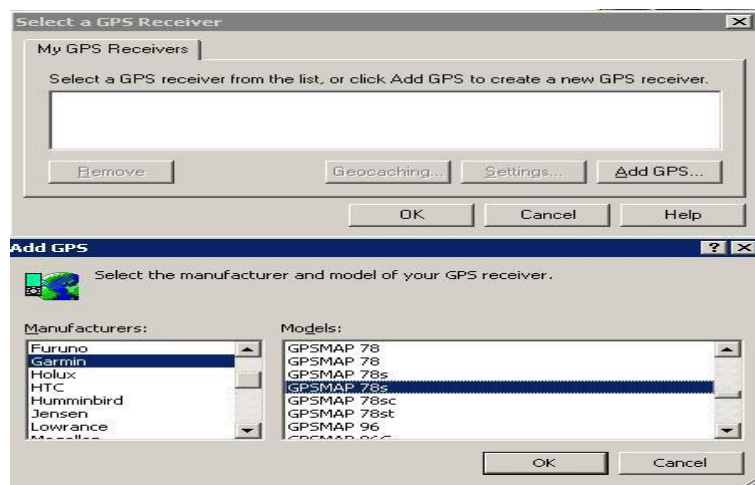 Select a GPS Receiver
My GPS Receivers
Select a GPS receiver from the list, or click Add GPS to create a new GPS receiver.
Remove Geocaching... Settings... Add GPS...
OK Cancel Help
Add GPS
Select the manufacturer and model of your GPS receiver.
Manufacturers: Models:
Furuno GPSMAP 78
Garmin GPSMAP 78
Holux GPSMAP 78s
HTC GPSMAP 78s
Humminbird GPSMAP 78sc
Jensen GPSMAP 78st
Lowrance GPSMAP 96
Magellan GPSMAP 96C
OK Cancel